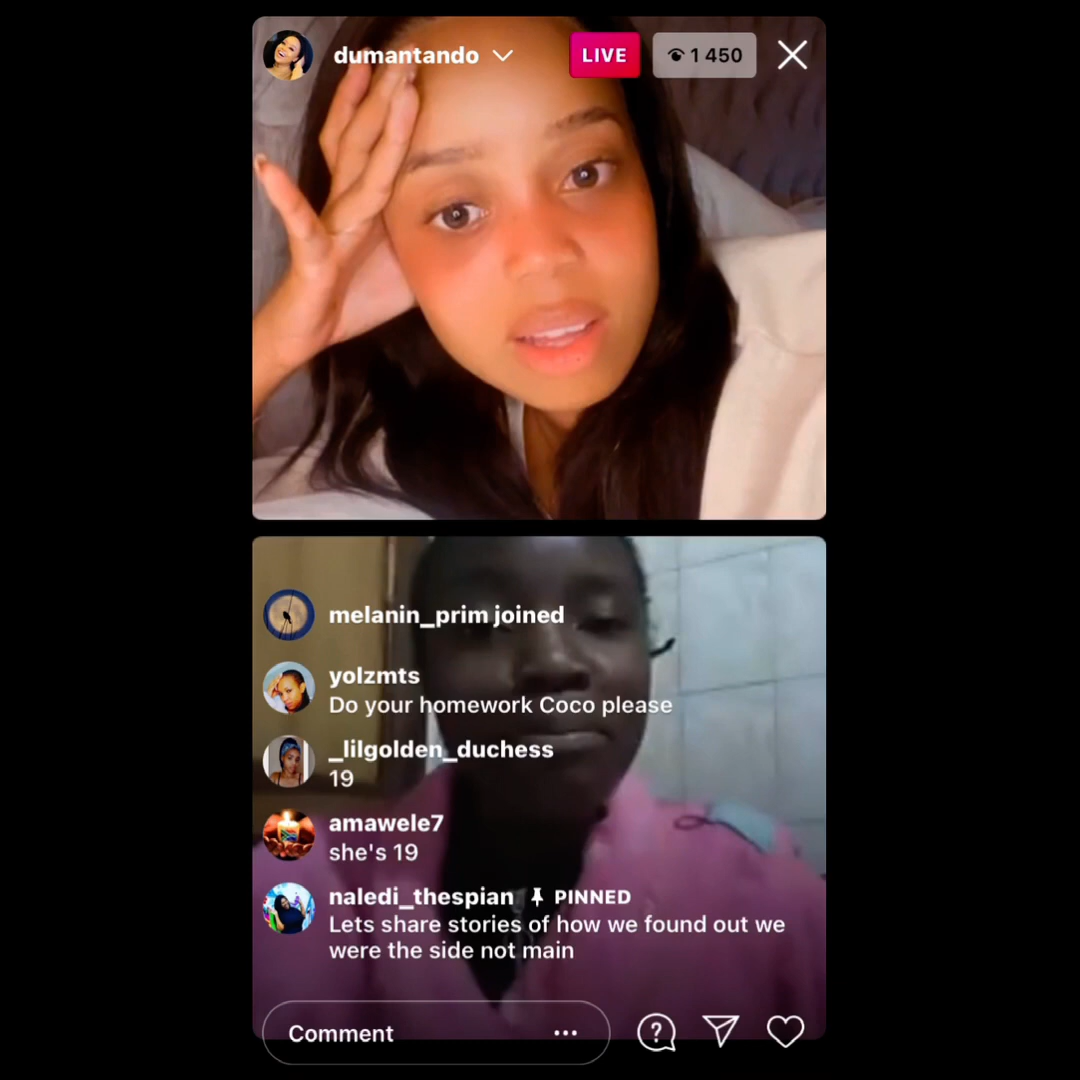 dumantando
LIVE
1 450
melanin_prim joined
yolzmts
Do your homework Coco please
_lilgolden_duchess
19
amawele7
she's 19
naledi_thespian PINNED
Lets share stories of how we found out we
were the side not main
Comment